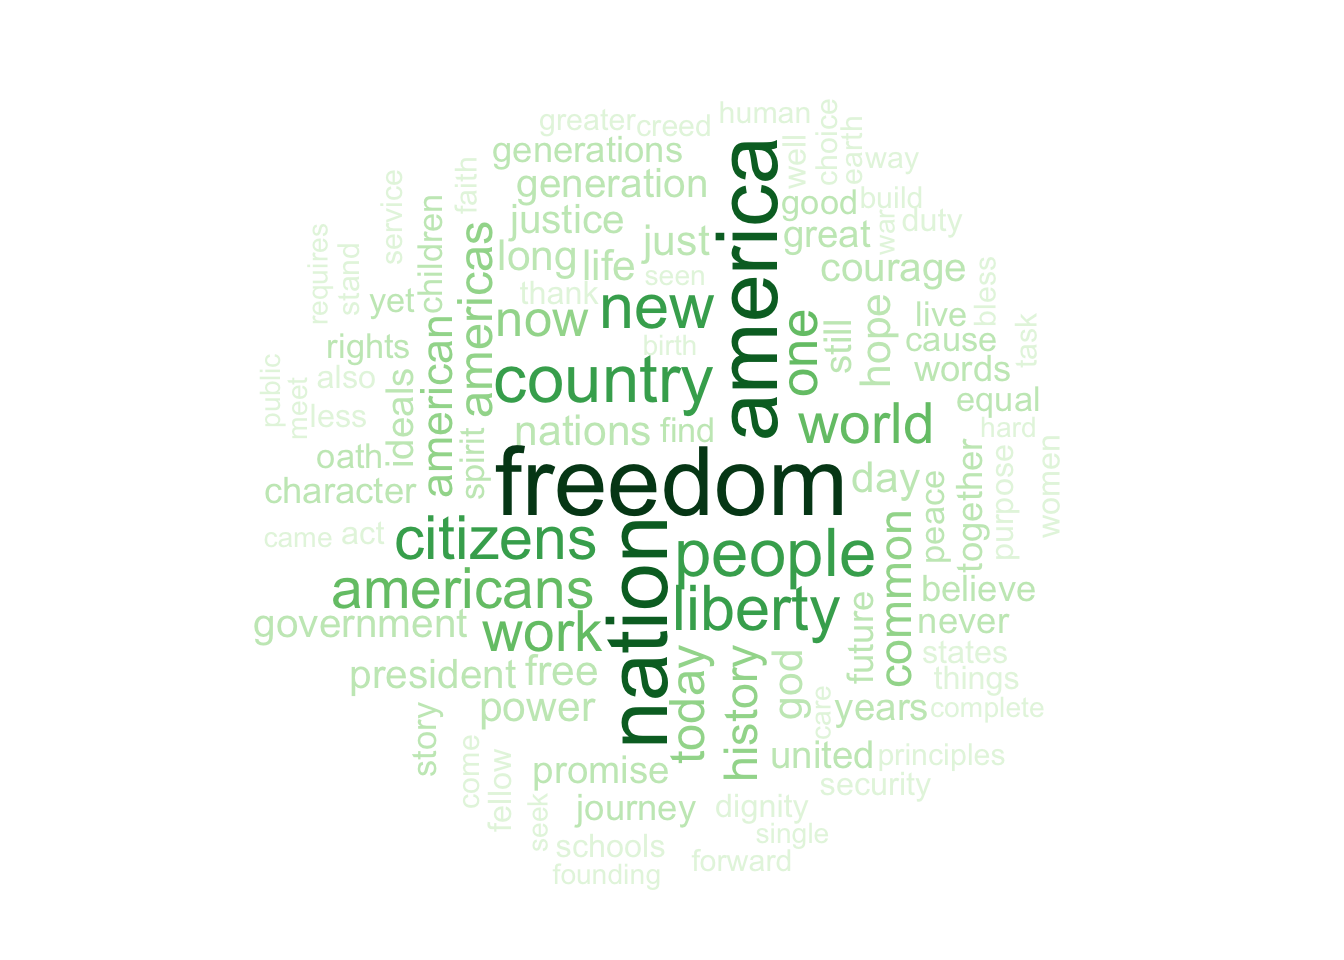 human
greater
creed
choice
well
earth
way
generations
faith
generation
service
children
good
build
justice
war
duty
requires
stand
americas
long
just
great
america
life
seen
courage
bless
yet
thank
new
hope
live
now
one
still
task
american
rights
birth
cause
public
meet
also
ideals
country
words
less
equal
spirit
nations
find
world
hard
oath
freedom
day
peace
together
purpose
women
character
came
act
citizens
people
common
americans
liberty
believe
government
work
nation
future
never
president
free
today
history
god
states
things
power
care
years
complete
story
come
fellow
united
principles
promise
security
seek
journey
dignity
single
schools
forward
founding